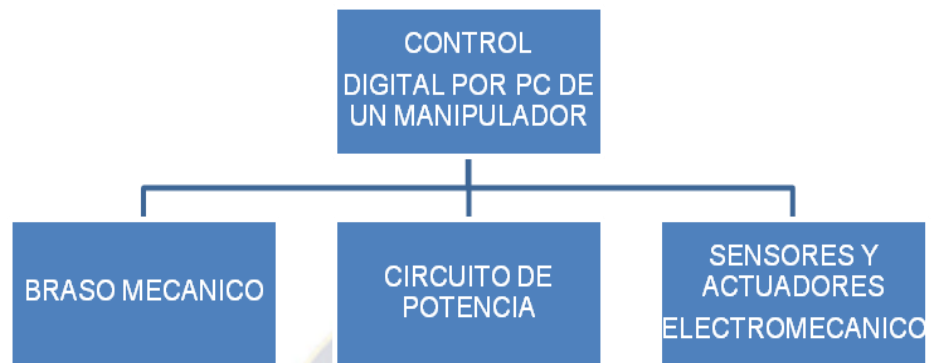 CONTROL
DIGITAL POR PC DE
UN MANIPULADOR
BRASO MECANICO
CIRCUITO DE
POTENCIA
SENSORES Y
ACTUADORES
ELECTROMECANICO